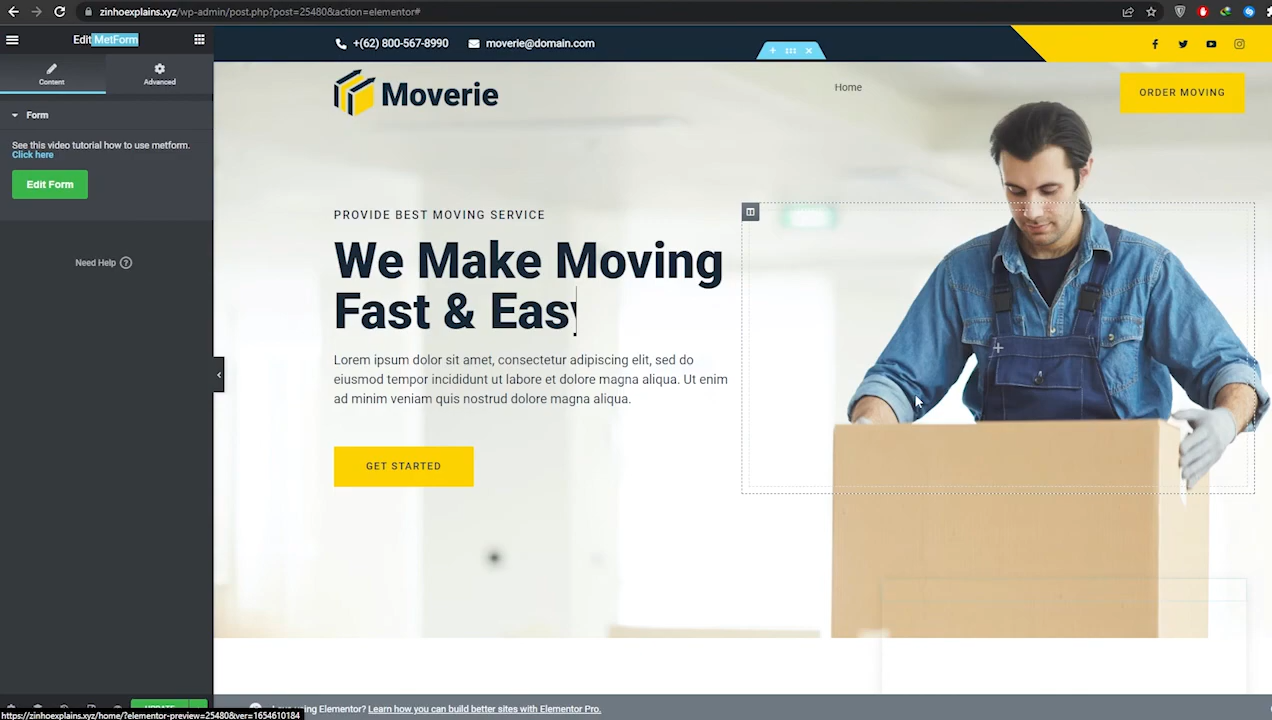 zinhoexplains.xyz/wp-admin/post.php?post=25480&action=elementor#
Edit MetForm
Content
Advanced
Form
See this video tutorial how to use metform.
Click here
Edit Form
Need Help
+(62) 800-567-8990
moverie@domain.com
Moverie
Home
ORDER MOVING
PROVIDE BEST MOVING SERVICE
We Make Moving
Fast & Easy
Lorem ipsum dolor sit amet, consectetur adipiscing elit, sed do
eiusmod tempor incididunt ut labore et dolore magna aliqua. Ut enim
ad minim veniam quis nostrud dolore magna aliqua.
GET STARTED
UPDATE
using Elementor? Learn how you can build better sites with Elementor Pro.
https://zinhoexplains.xyz/home/?elementor-preview=25480&ver=1654610184